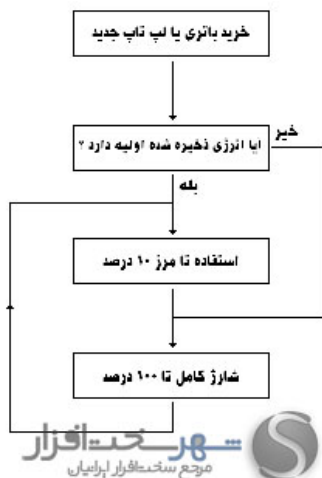 خرید باتری یا لپ تاپ جدید
ایا انرژی ذخیره شده اولیه دارد ؟
خیر
بله
استفاده تا مرز ۱۰ درصد
شارژ کامل تا ۱۰۰ درصد
شهر سخت‌افزار
مرجع سخت‌افزار ایرانیان